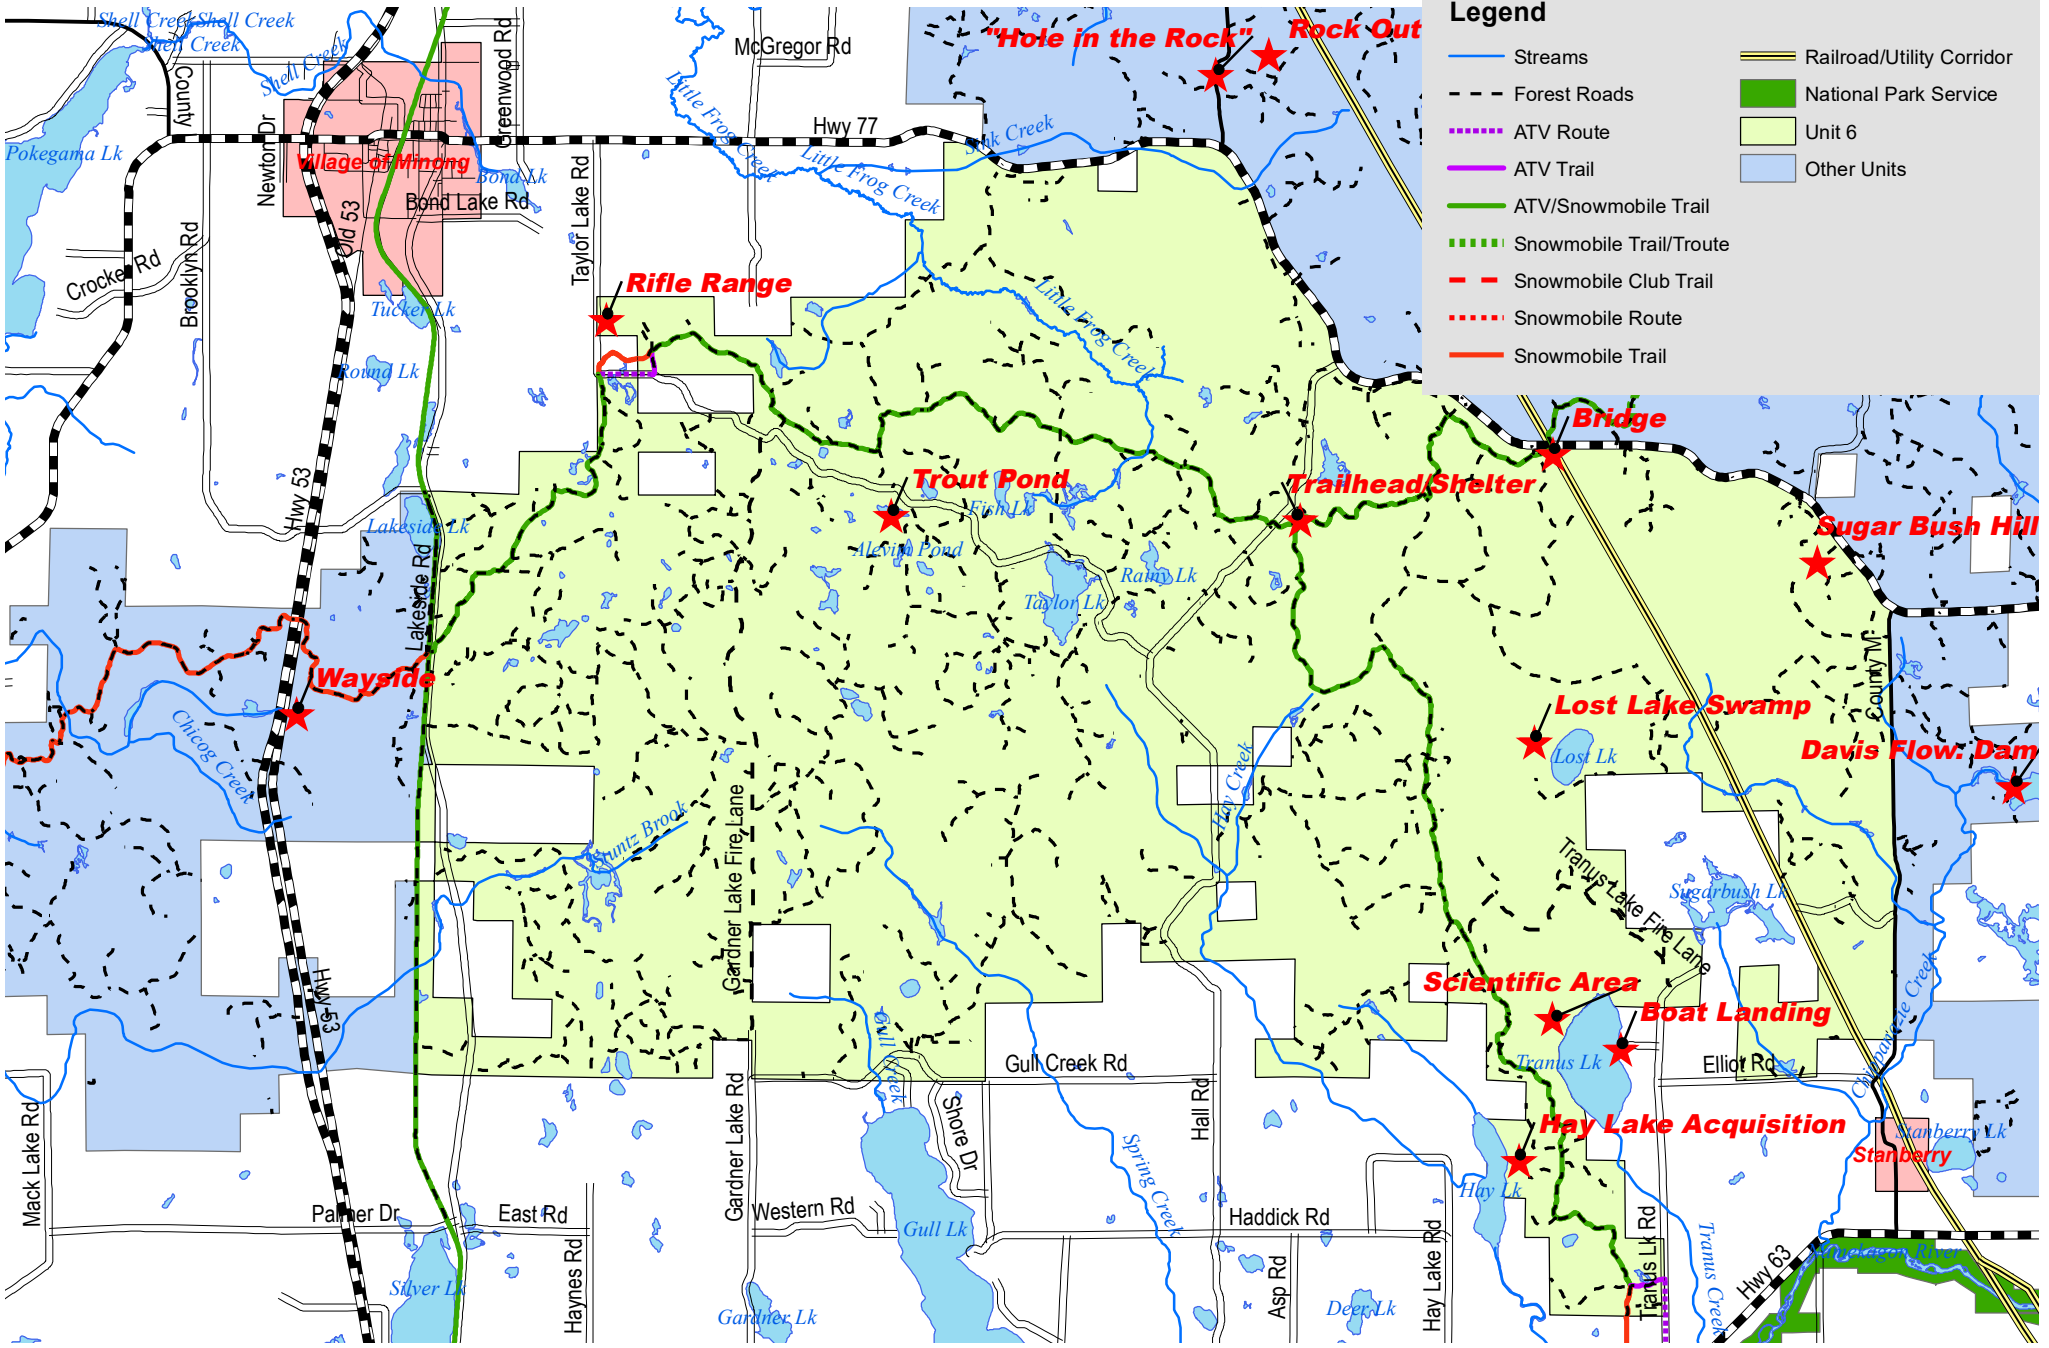 Shell Creek
Shell Creek
Shell Creek
Shell Creek
County
Greenwood Rd
McGregor Rd
"Hole in the Rock"
Rock Out
Legend
Streams
Forest Roads
ATV Route
ATV Trail
ATV/Snowmobile Trail
Snowmobile Trail/Troute
Snowmobile Club Trail
Snowmobile Route
Snowmobile Trail
Railroad/Utility Corridor
National Park Service
Unit 6
Other Units
Pokegama Lk
Newton Dr
Village of Minong
Bond Lk
Bond Lake Rd
Old 53
Hwy 77
Little Frog Creek
Little Frog Creek
Sink Creek
Taylor Lake Rd
Crocker Rd
Brooklyn Rd
Tucker Lk
Round Lk
Rifle Range
Little Frog Creek
Bridge
Hwy 53
Lakeside Lk
Lakeside Rd
Trout Pond
Fish Lk
Alevin Pond
Trailhead/Shelter
Sugar Bush Hill
Rainy Lk
Taylor Lk
Wayside
Chicog Creek
County M
Lost Lake Swamp
Lost Lk
Davis Flow. Dam
Hay Creek
Stuntz Brook
Gardner Lake Fire Lane
Gardner Lake Fire Lane
Tranus Lake Fire Lane
Sugarbush Lk
Hwy 53
Scientific Area
Boat Landing
Tranus Lk
Elliot Rd
Chippanazie Creek
Gull Creek
Gull Creek Rd
Shore Dr
Hall Rd
Mack Lake Rd
Gardner Lake Rd
Spring Creek
Hay Lake Acquisition
Hay Lk
Stanberry Lk
Stanberry
Palmer Dr
East Rd
Western Rd
Gull Lk
Haddick Rd
Haynes Rd
Silver Lk
Gardner Lk
Asp Rd
Deer Lk
Hay Lake Rd
Tranus Lk Rd
Tranus Creek
Hwy 63
Namekagon River